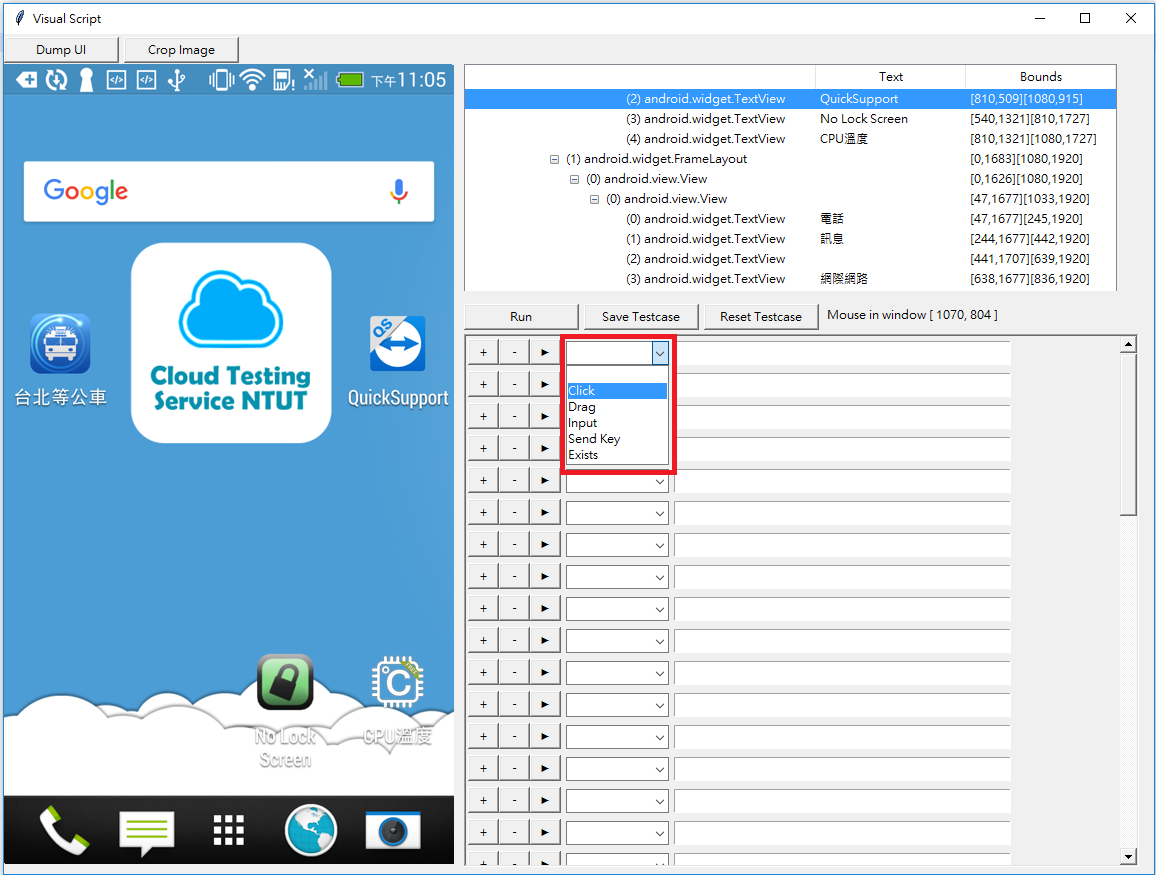 Visual Script
Dump UI
Crop Image
下午11:05
Google
Cloud Testing
Service NTUT
台北等公車
QuickSupport
No Lock
Screen
CPU溫度
Text Bounds
(2) android.widget.TextView QuickSupport [810,509][1080,915]
(3) android.widget.TextView No Lock Screen [540,1321][810,1727]
(4) android.widget.TextView CPU溫度 [810,1321][1080,1727]
(1) android.widget.FrameLayout [0,1683][1080,1920]
(0) android.view.View [0,1626][1080,1920]
(0) android.view.View [47,1677][1033,1920]
(0) android.widget.TextView 電話 [47,1677][245,1920]
(1) android.widget.TextView 訊息 [244,1677][442,1920]
(2) android.widget.TextView [441,1707][639,1920]
(3) android.widget.TextView 網際網路 [638,1677][836,1920]
Run
Save Testcase
Reset Testcase
Mouse in window [ 1070, 804 ]
Click
Drag
Input
Send Key
Exists